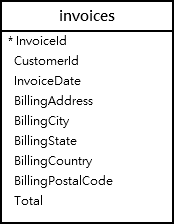 invoices
* InvoiceId
CustomerId
InvoiceDate
BillingAddress
BillingCity
BillingState
BillingCountry
BillingPostalCode
Total